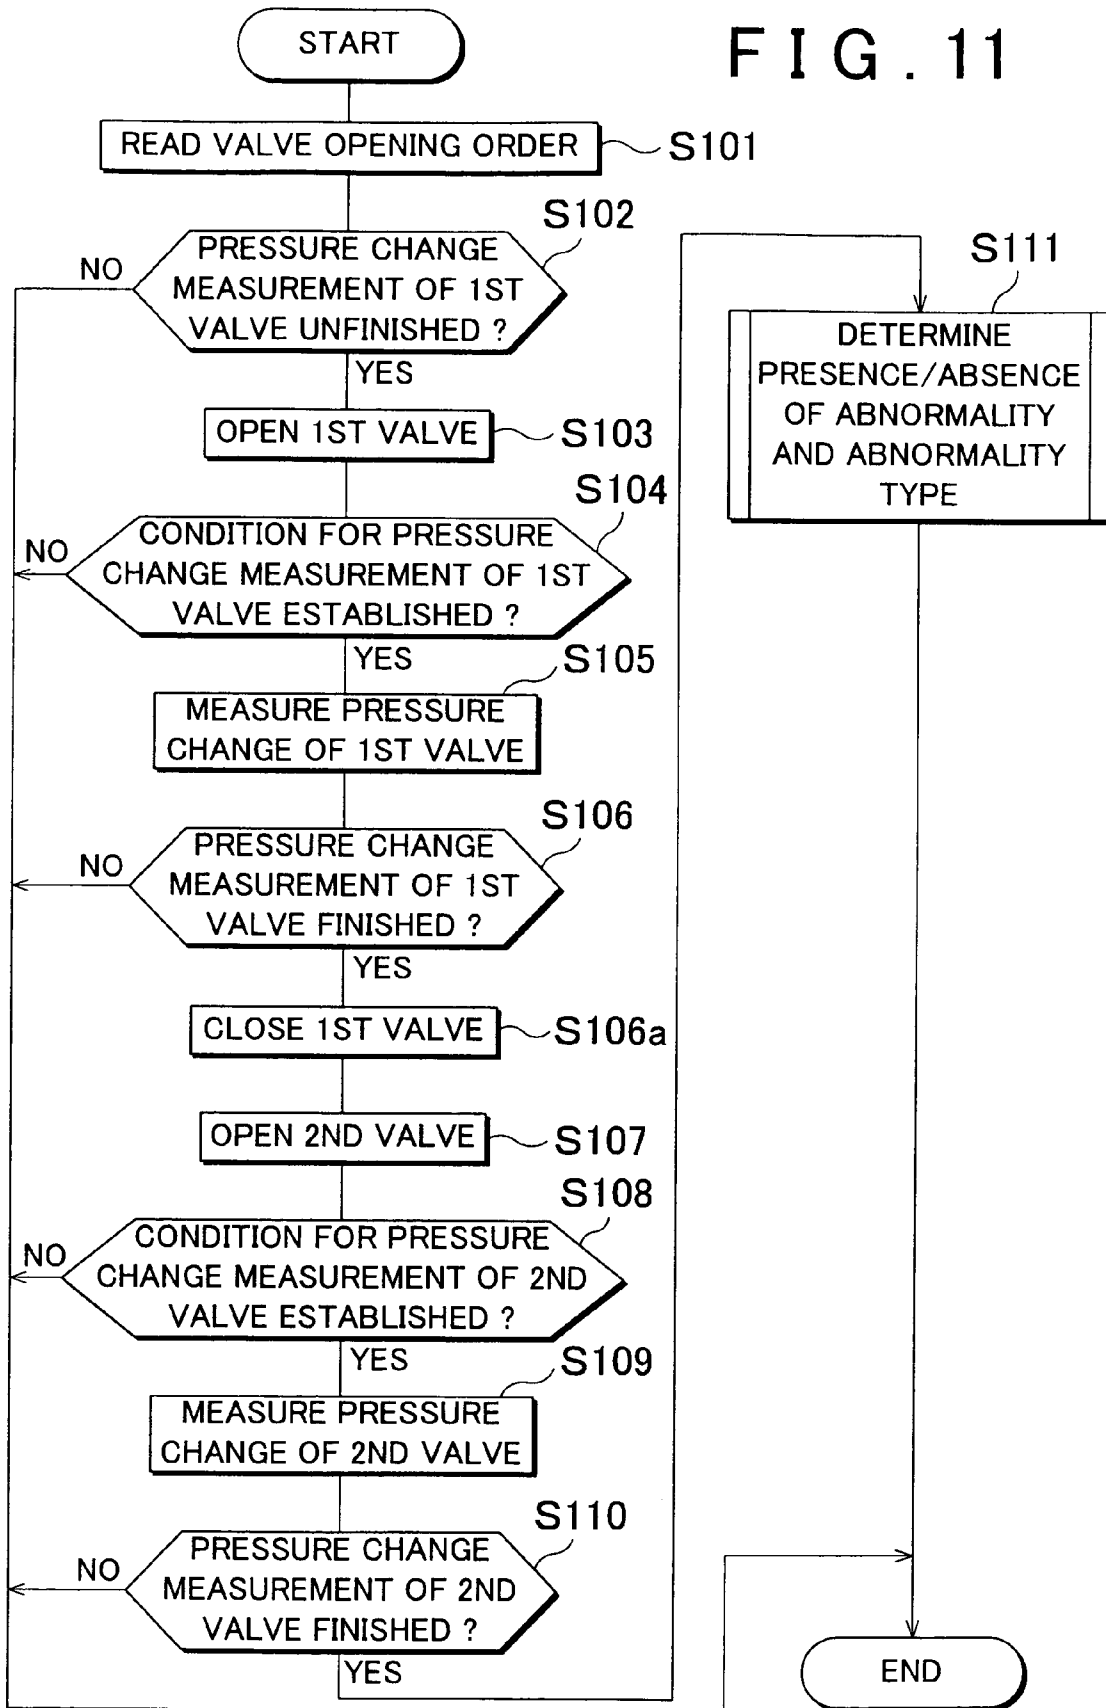 FIG. 11
START
READ VALVE OPENING ORDER
S101
S102
PRESSURE CHANGE
MEASUREMENT OF 1ST
VALVE UNFINISHED ?
NO
YES
OPEN 1ST VALVE
S103
S104
CONDITION FOR PRESSURE
CHANGE MEASUREMENT OF 1ST
VALVE ESTABLISHED ?
NO
YES
S105
MEASURE PRESSURE
CHANGE OF 1ST VALVE
S106
PRESSURE CHANGE
MEASUREMENT OF 1ST
VALVE FINISHED ?
NO
YES
CLOSE 1ST VALVE
S106a
OPEN 2ND VALVE
S107
S108
CONDITION FOR PRESSURE
CHANGE MEASUREMENT OF 2ND
VALVE ESTABLISHED ?
NO
YES
S109
MEASURE PRESSURE
CHANGE OF 2ND VALVE
S110
PRESSURE CHANGE
MEASUREMENT OF 2ND
VALVE FINISHED ?
NO
YES
S111
DETERMINE
PRESENCE/ABSENCE
OF ABNORMALITY
AND ABNORMALITY
TYPE
END